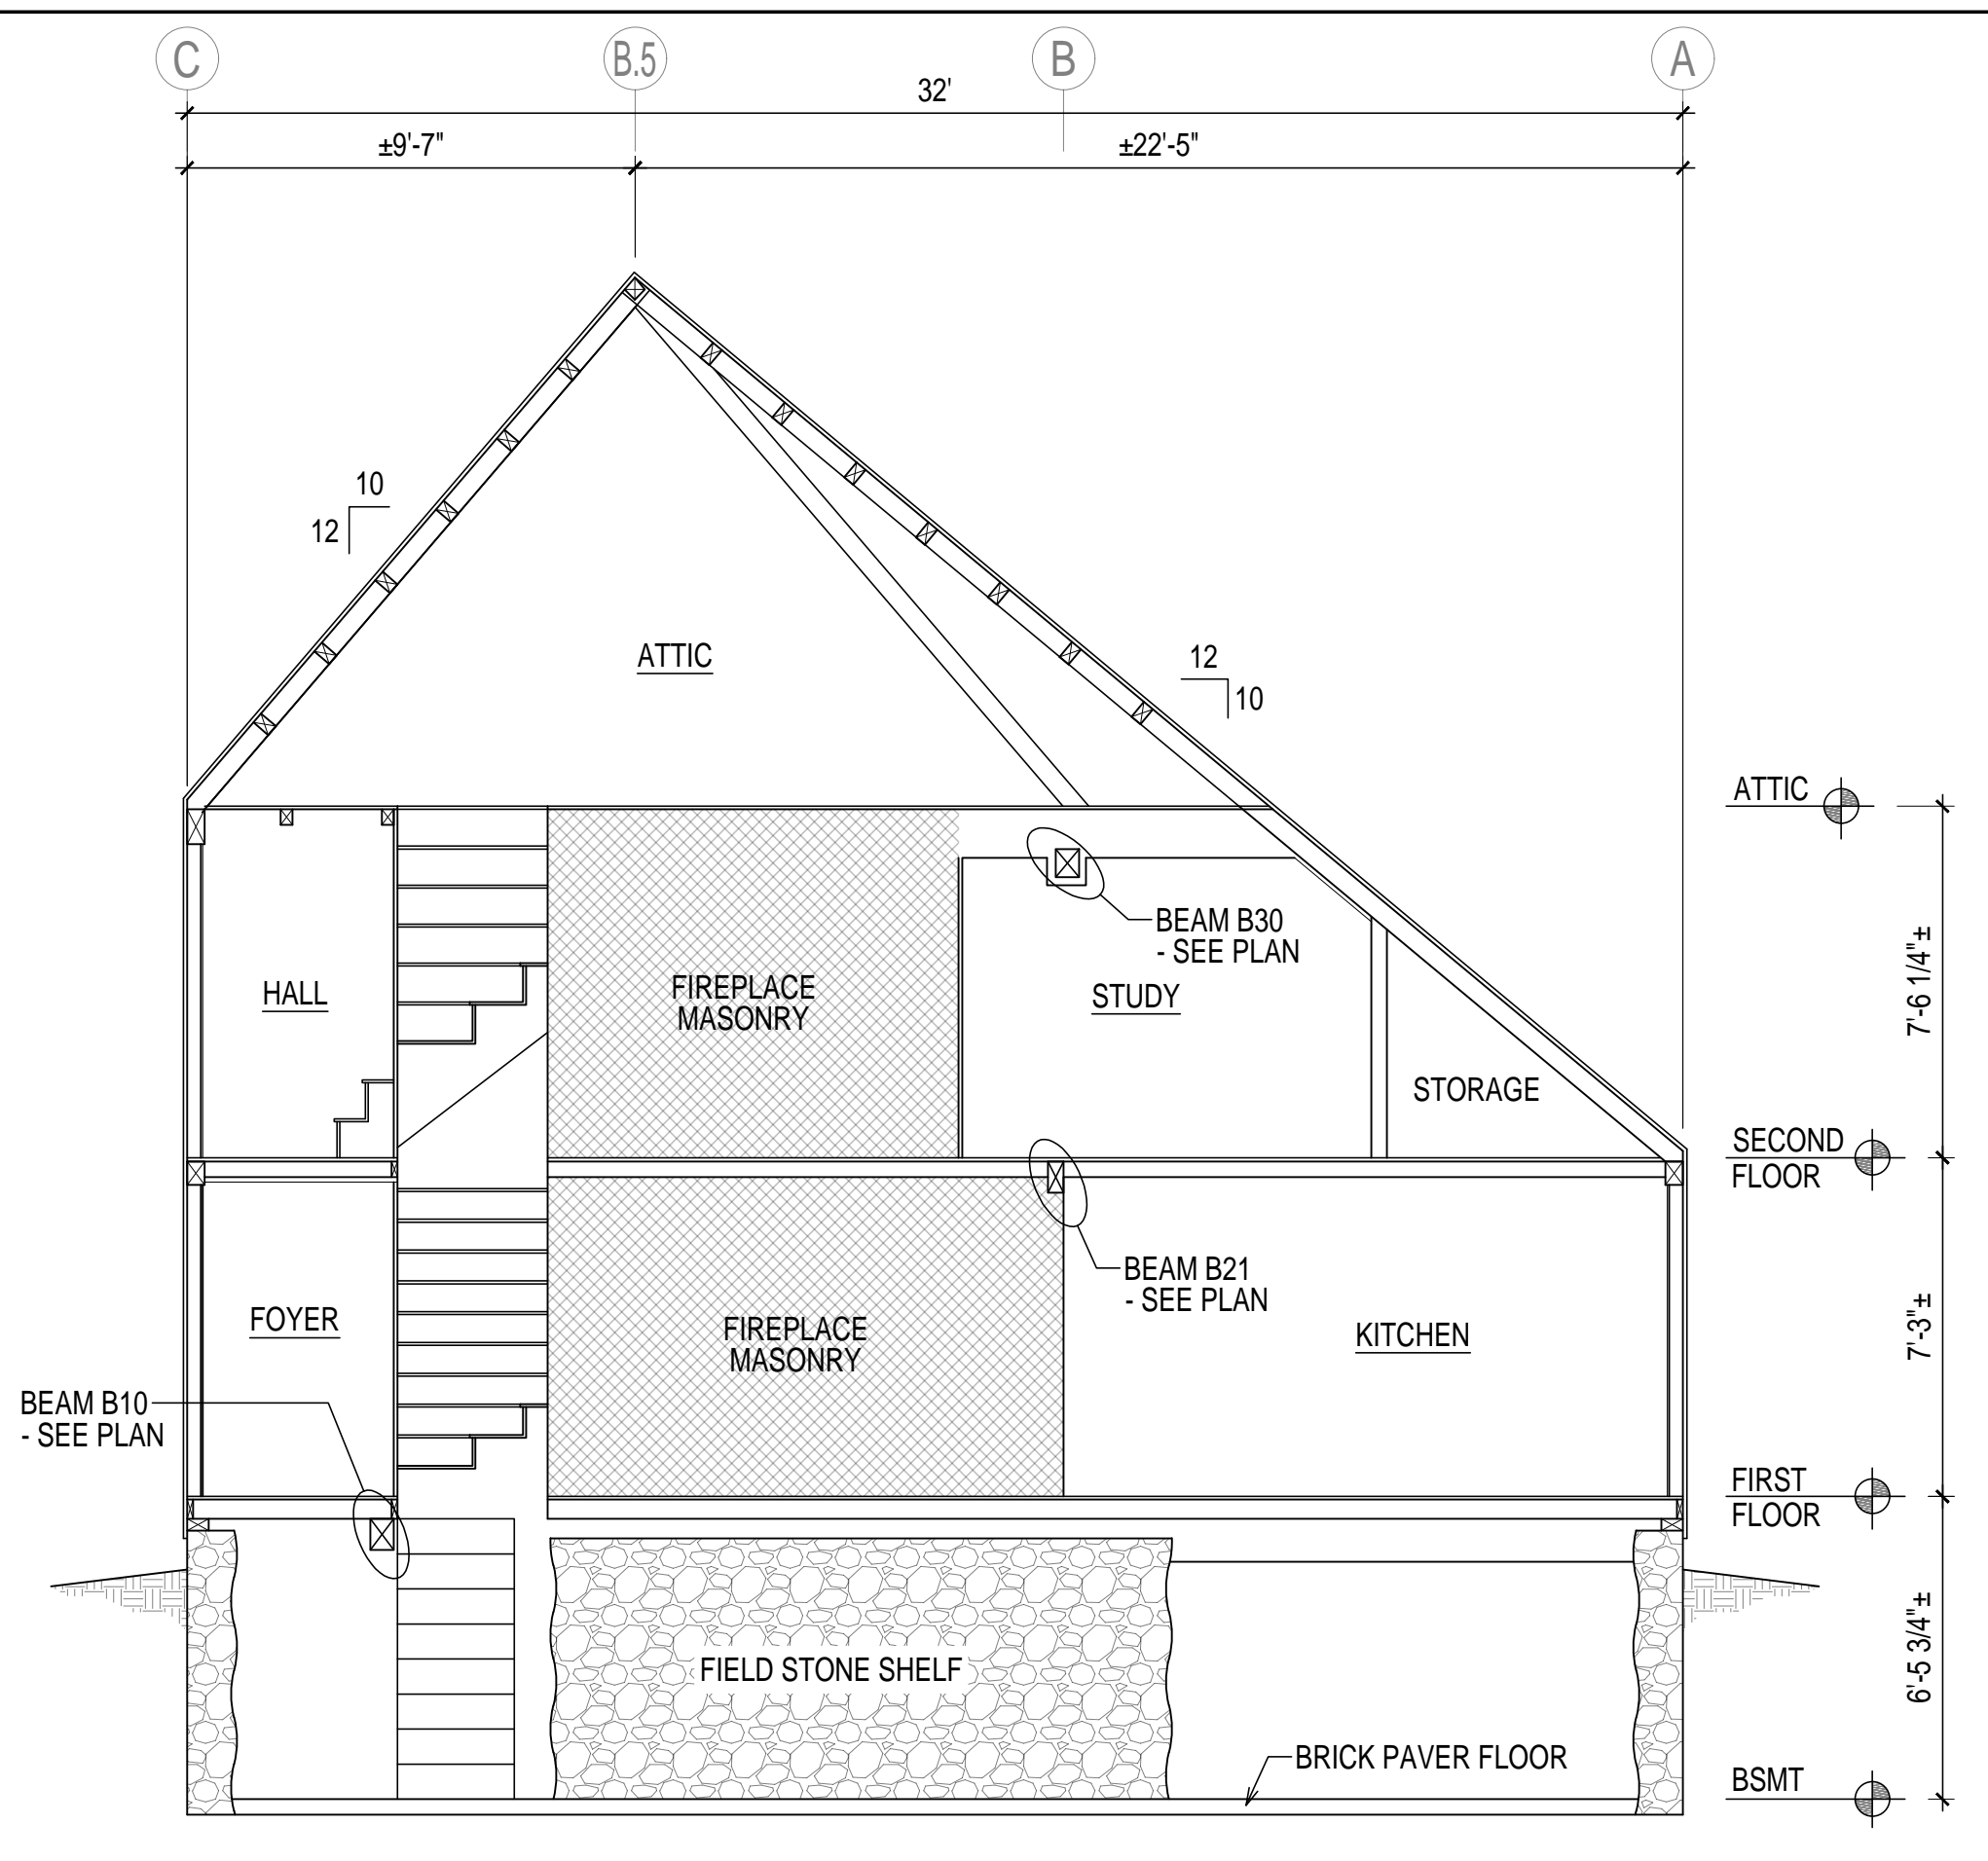 C
B.5
B
A
32'
±9'-7"
±22'-5"
10
12
ATTIC
12
10
ATTIC
BEAM B30
- SEE PLAN
HALL
FIREPLACE
MASONRY
STUDY
7'-6 1/4"±
STORAGE
SECOND
FLOOR
BEAM B21
- SEE PLAN
FOYER
FIREPLACE
MASONRY
KITCHEN
7'-3"±
BEAM B10
- SEE PLAN
FIRST
FLOOR
FIELD STONE SHELF
6'-5 3/4"±
BRICK PAVER FLOOR
BSMT